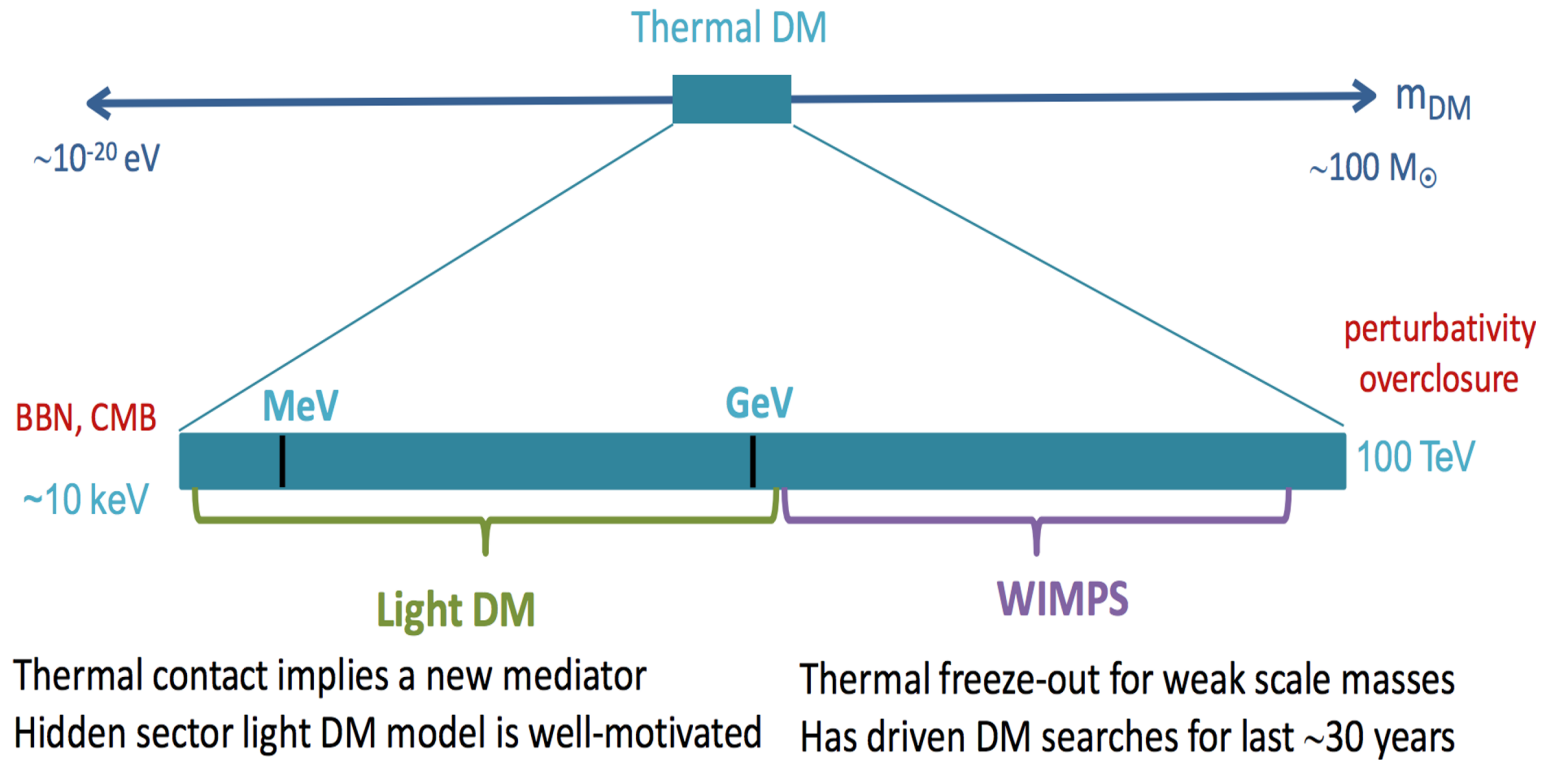 Thermal DM
m_DM
~10⁻²⁰ eV
~100 M☉
perturbativity
overclosure
BBN, CMB
MeV
GeV
~10 keV
100 TeV
Light DM
WIMPS
Thermal contact implies a new mediator
Hidden sector light DM model is well-motivated
Thermal freeze-out for weak scale masses
Has driven DM searches for last ~30 years